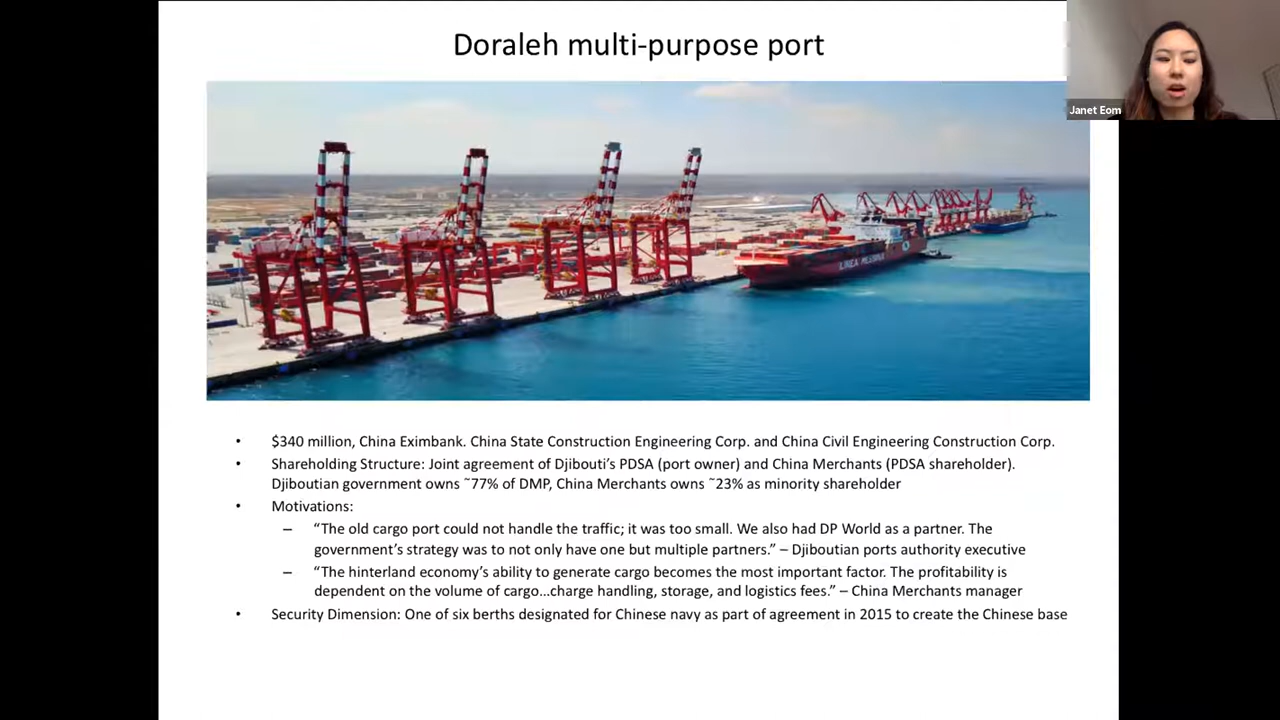 Doraleh multi-purpose port
Janet Eom
LINEA MESSINA
• $340 million, China Eximbank. China State Construction Engineering Corp. and China Civil Engineering Construction Corp.
• Shareholding Structure: Joint agreement of Djibouti’s PDSA (port owner) and China Merchants (PDSA shareholder).
Djiboutian government owns ~77% of DMP, China Merchants owns ~23% as minority shareholder
• Motivations:
– “The old cargo port could not handle the traffic; it was too small. We also had DP World as a partner. The
government’s strategy was to not only have one but multiple partners.” – Djiboutian ports authority executive
– “The hinterland economy’s ability to generate cargo becomes the most important factor. The profitability is
dependent on the volume of cargo…charge handling, storage, and logistics fees.” – China Merchants manager
• Security Dimension: One of six berths designated for Chinese navy as part of agreement in 2015 to create the Chinese base